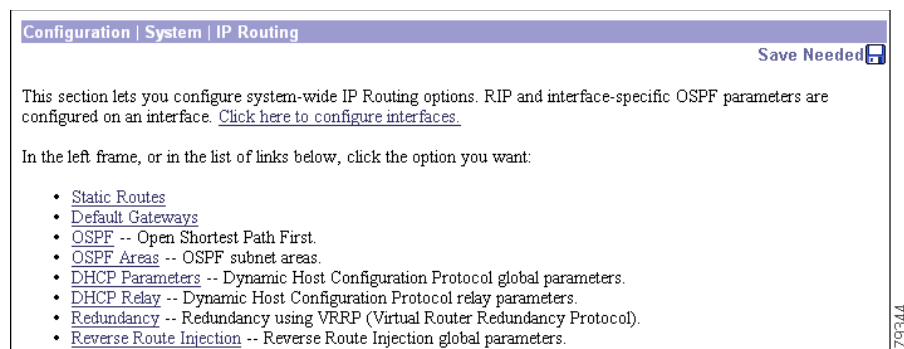 Configuration | System | IP Routing
Save Needed
This section lets you configure system-wide IP Routing options. RIP and interface-specific OSPF parameters are
configured on an interface. Click here to configure interfaces.
In the left frame, or in the list of links below, click the option you want:
• Static Routes
• Default Gateways
• OSPF -- Open Shortest Path First.
• OSPF Areas -- OSPF subnet areas.
• DHCP Parameters -- Dynamic Host Configuration Protocol global parameters.
• DHCP Relay -- Dynamic Host Configuration Protocol relay parameters.
• Redundancy -- Redundancy using VRRP (Virtual Router Redundancy Protocol).
• Reverse Route Injection -- Reverse Route Injection global parameters.
79344